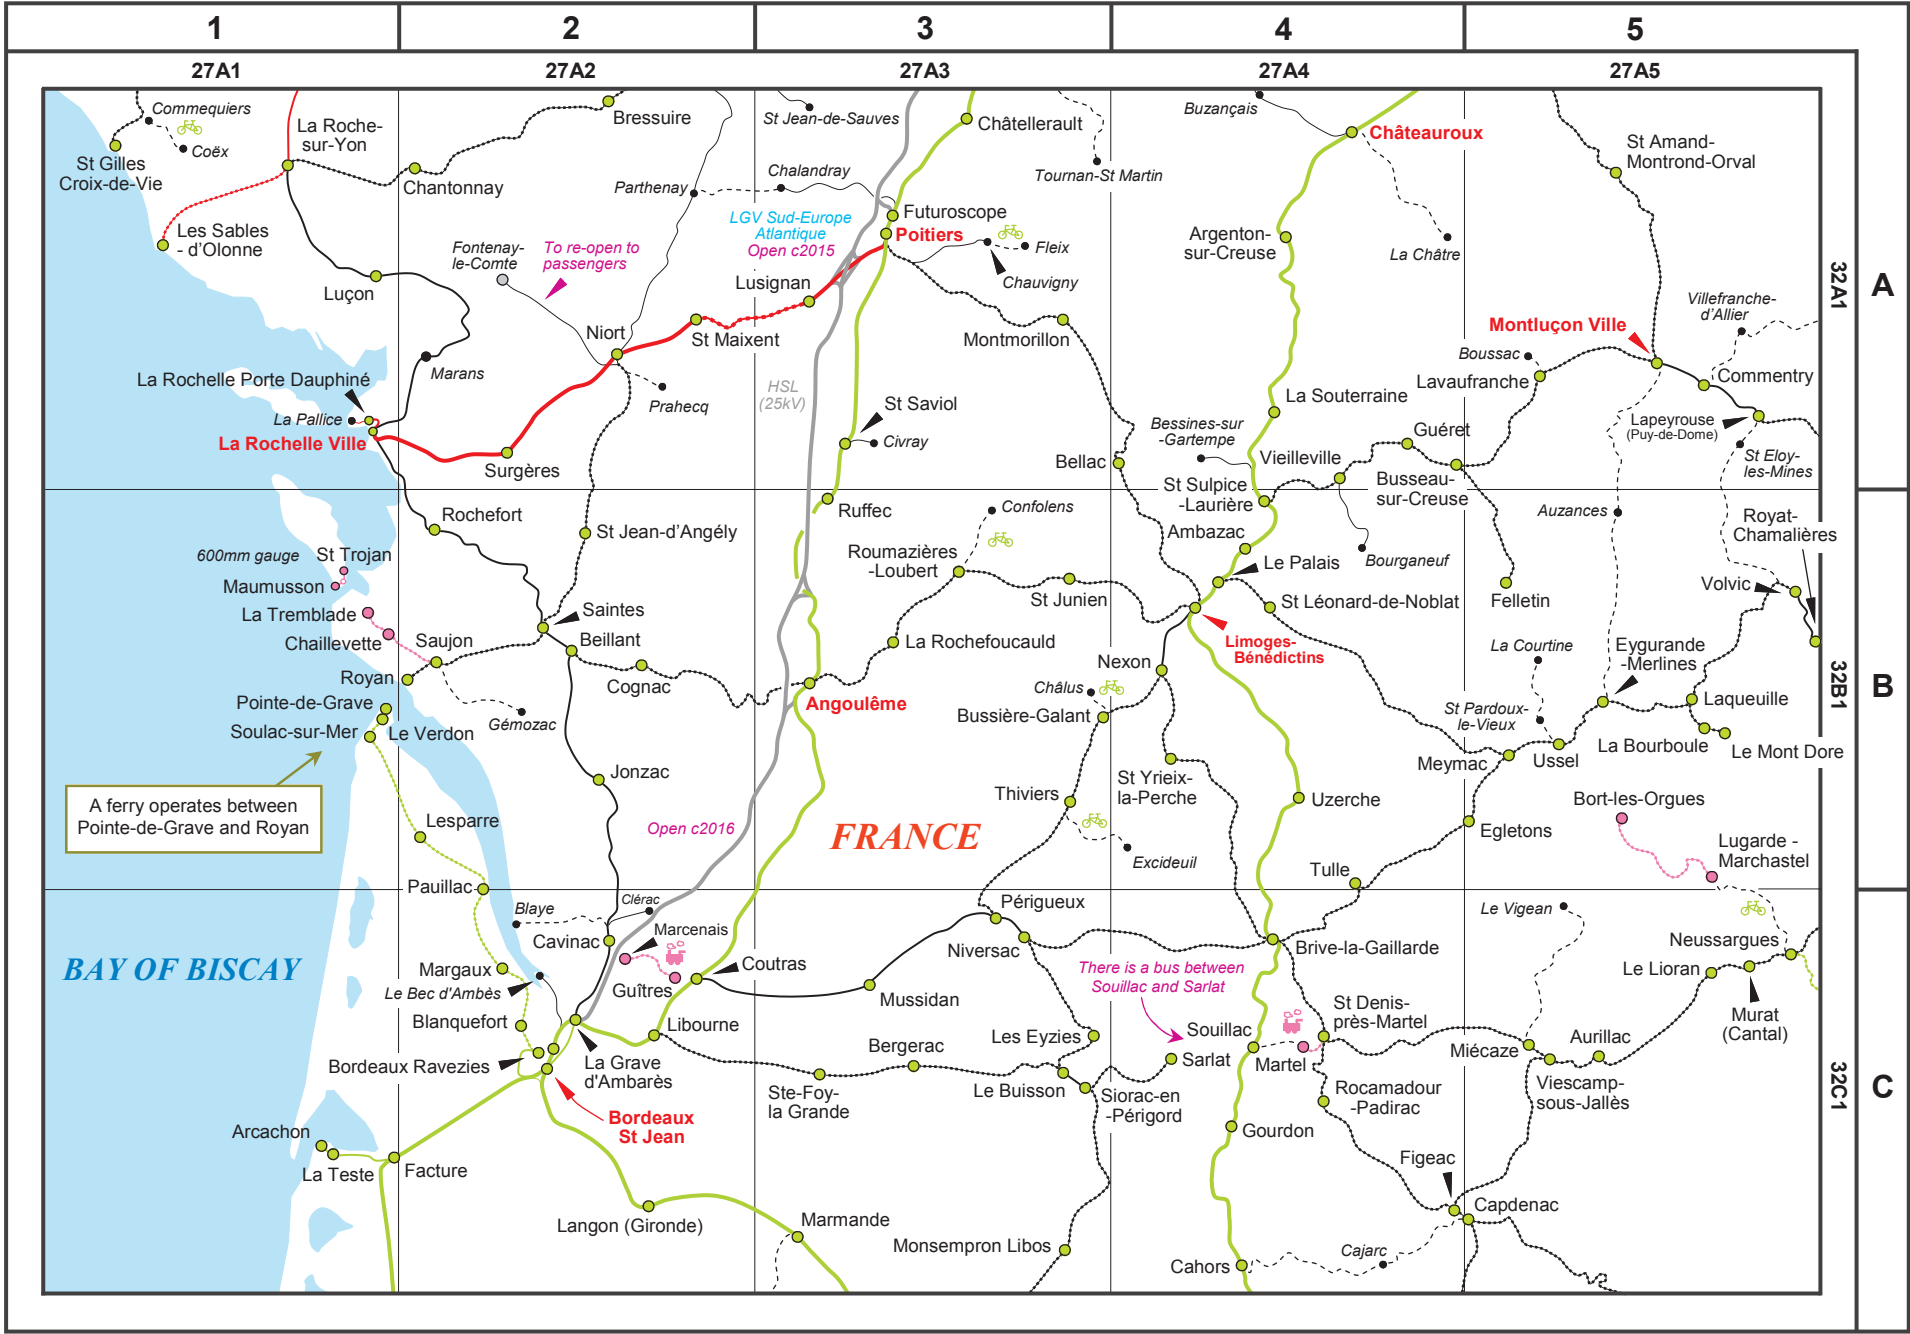 1
2
3
4
5
27A1
27A2
27A3
27A4
27A5
A
B
C
32A1
32B1
32C1
Commequiers
Coëx
St Gilles
Croix-de-Vie
La Roche-
sur-Yon
Les Sables
- d’Olonne
Luçon
Chantonnay
Bressuire
Parthenay
St Jean-de-Sauves
Chalandray
Châtellerault
Tournan-St Martin
Buzançais
Châteauroux
St Amand-
Montrond-Orval
LGV Sud-Europe
Atlantique
Open c2015
Futuroscope
Poitiers
Fleix
Chauvigny
Argenton-
sur-Creuse
La Châtre
Fontenay-
le-Comte
To re-open to
passengers
Lusignan
Niort
St Maixent
Montmorillon
Villefranche-
d’Allier
Montluçon Ville
Boussac
Lavaufranche
Commentry
Marans
La Rochelle Porte Dauphiné
La Pallice
La Rochelle Ville
Prahecq
HSL
(25kV)
St Saviol
Civray
La Souterraine
Bessines-sur
-Gartempe
Guéret
Lapeyrouse
(Puy-de-Dome)
St Eloy-
les-Mines
Surgères
Bellac
Vieilleville
Busseau-
sur-Creuse
St Sulpice
-Laurière
Ruffec
Confolens
Auzances
Royat-
Chamalières
Rochefort
St Jean-d’Angély
Ambazac
Bourganeuf
600mm gauge
St Trojan
Maumusson
Roumazières
-Loubert
St Junien
Le Palais
St Léonard-de-Noblat
Felletin
Volvic
La Tremblade
Chaillevette
Saujon
Saintes
Beillant
La Rochefoucauld
Limoges-
Bénédictins
La Courtine
Eygurande
-Merlines
Royan
Cognac
Angoulême
Nexon
Châlus
Bussière-Galant
St Pardoux-
le-Vieux
Laqueuille
Pointe-de-Grave
Soulac-sur-Mer
Le Verdon
Gémozac
La Bourboule
Le Mont Dore
Meymac
Ussel
A ferry operates between
Pointe-de-Grave and Royan
Jonzac
Thiviers
St Yrieix-
la-Perche
Uzerche
Bort-les-Orgues
Lesparre
Open c2016
FRANCE
Excideuil
Egletons
Lugarde -
Marchastel
Pauillac
Tulle
Blaye
Clérac
Cavinac
Marcenais
Périgueux
Niversac
Brive-la-Gaillarde
Le Vigean
Neussargues
BAY OF BISCAY
Margaux
Le Bec d'Ambès
Guîtres
Coutras
Mussidan
There is a bus between
Souillac and Sarlat
Le Lioran
Murat
(Cantal)
Blanquefort
Libourne
Les Eyzies
Souillac
St Denis-
près-Martel
Bordeaux Ravezies
La Grave
d'Ambarès
Bergerac
Sarlat
Martel
Miécaze
Aurillac
Ste-Foy-
la Grande
Le Buisson
Siorac-en
-Périgord
Rocamadour
-Padirac
Viescamp-
sous-Jallès
Bordeaux
St Jean
Arcachon
La Teste
Facture
Gourdon
Figeac
Capdenac
Langon (Gironde)
Marmande
Monsempron Libos
Cahors
Cajarc